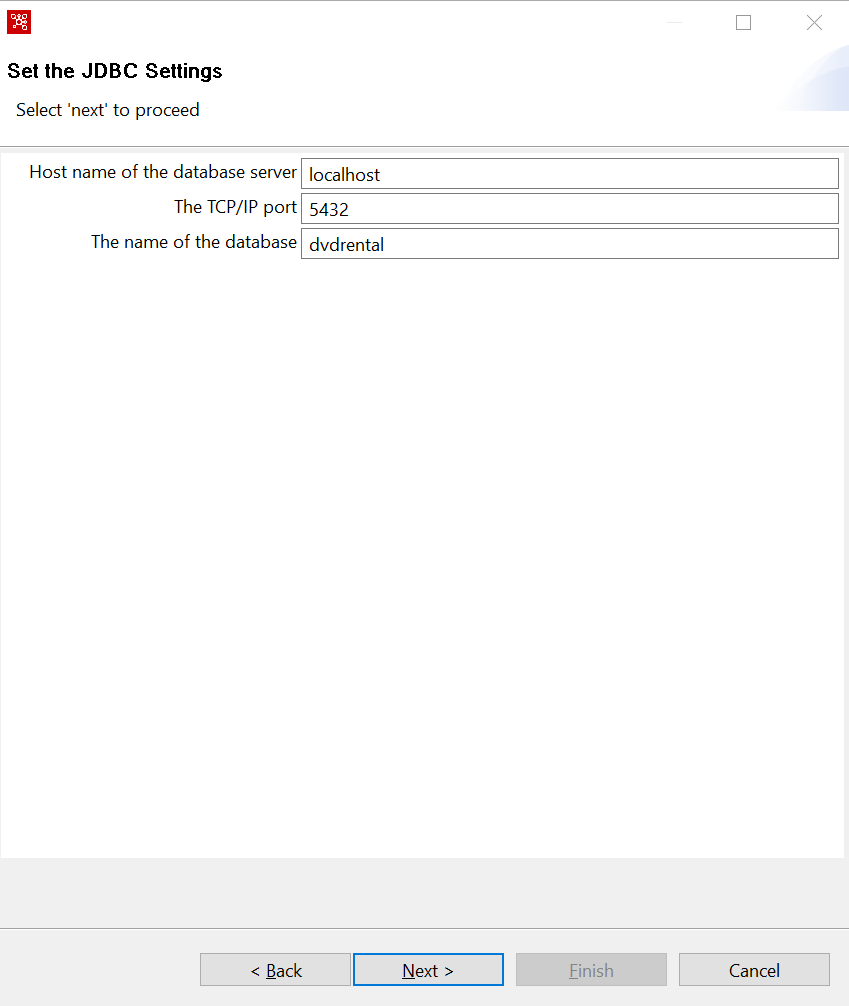 Set the JDBC Settings
Select 'next' to proceed
Host name of the database server localhost
The TCP/IP port 5432
The name of the database dvdrental
< Back Next > Finish Cancel